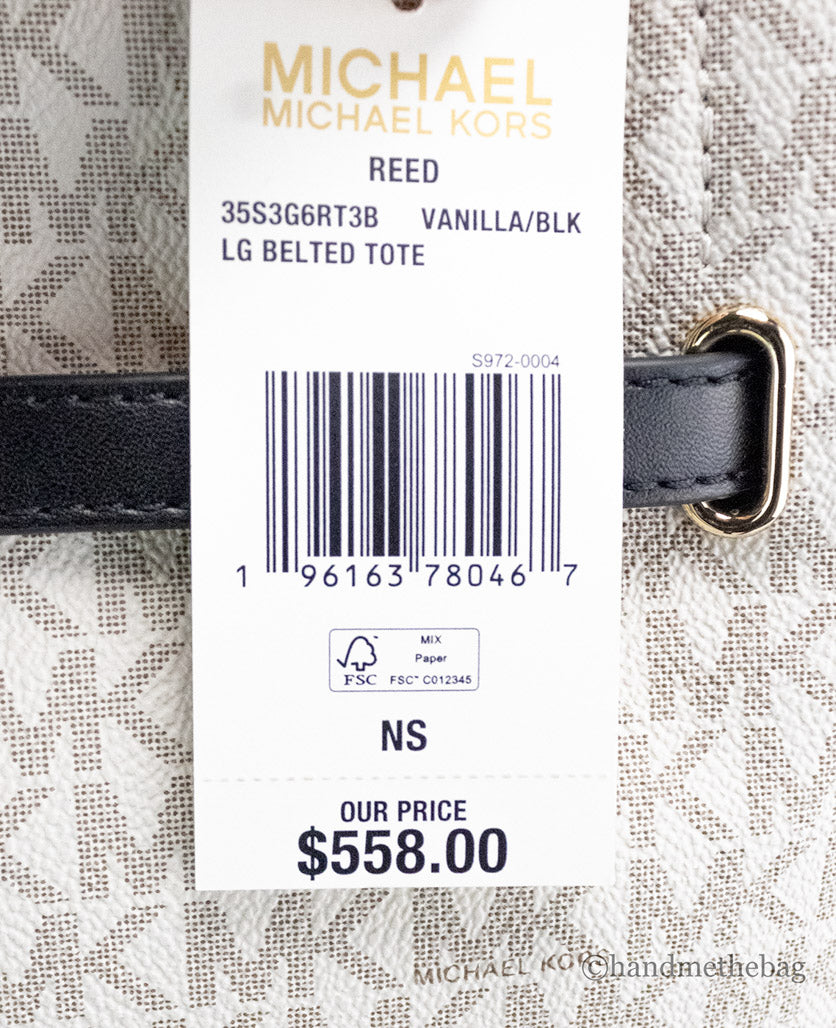 MICHAEL
MICHAEL KORS
REED
35S3G6RT3B VANILLA/BLK
LG BELTED TOTE
S972-0004
1 96163 78046 7
FSC
MIX
Paper
FSC™ C012345
NS
OUR PRICE
$558.00
MICHAEL KORS
©handmethebag